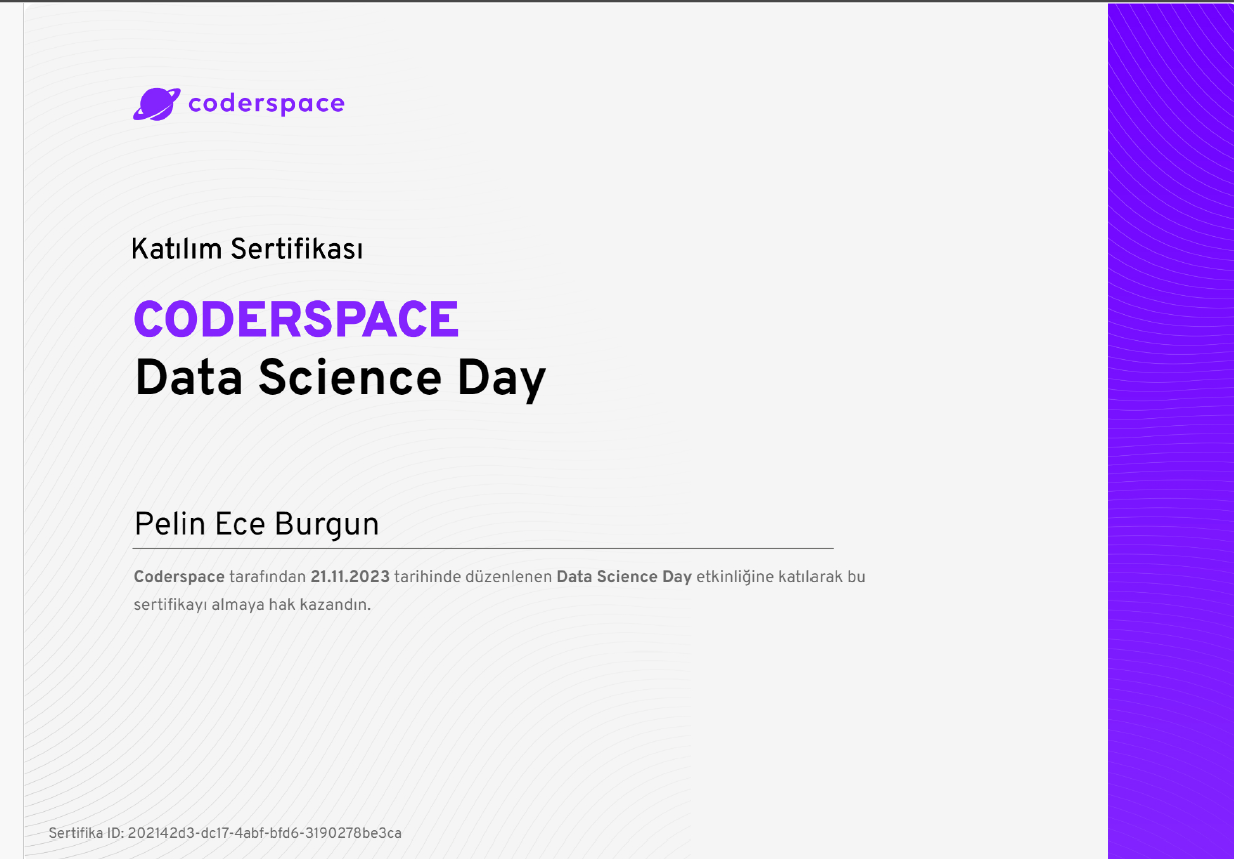 coderspace
Katılım Sertifikası
CODERSPACE
Data Science Day
Pelin Ece Burgun
Coderspace tarafından 21.11.2023 tarihinde düzenlenen Data Science Day etkinliğine katılarak bu
sertifikayı almaya hak kazandın.
Sertifika ID: 202142d3-dc17-4abf-bfd6-3190278be3ca